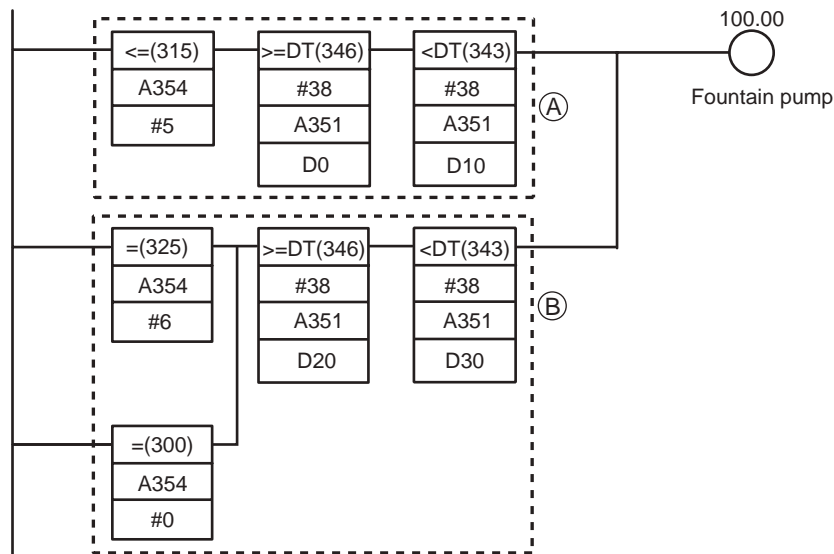 100.00
<=(315) >=DT(346) <DT(343)
A354 #38 #38
#5 A351 A351
D0 D10
A
Fountain pump
=(325) >=DT(346) <DT(343)
A354 #38 #38
#6 A351 A351
D20 D30
B
=(300)
A354
#0